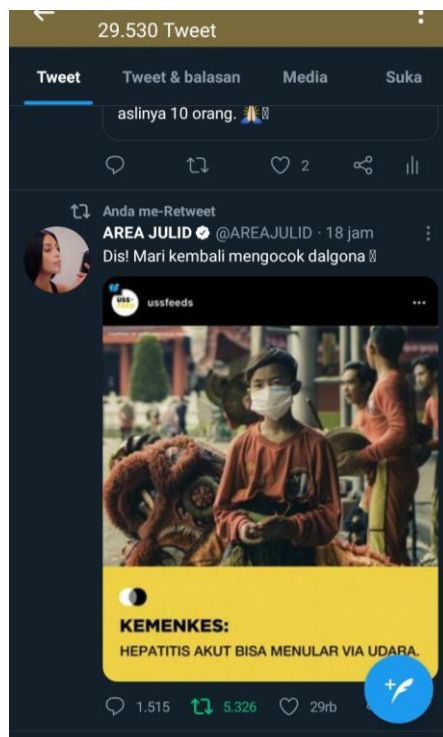 29.530 Tweet
Tweet Tweet & balasan Media Suka
aslinya 10 orang. 🙏
2
Anda me-Retweet
AREA JULID @AREAJULID · 18 jam
Dis! Mari kembali mengocok dalgona
USS FEED
ussfeeds
KEMENKES:
HEPATITIS AKUT BISA MENULAR VIA UDARA.
1.515 5.326 29rb